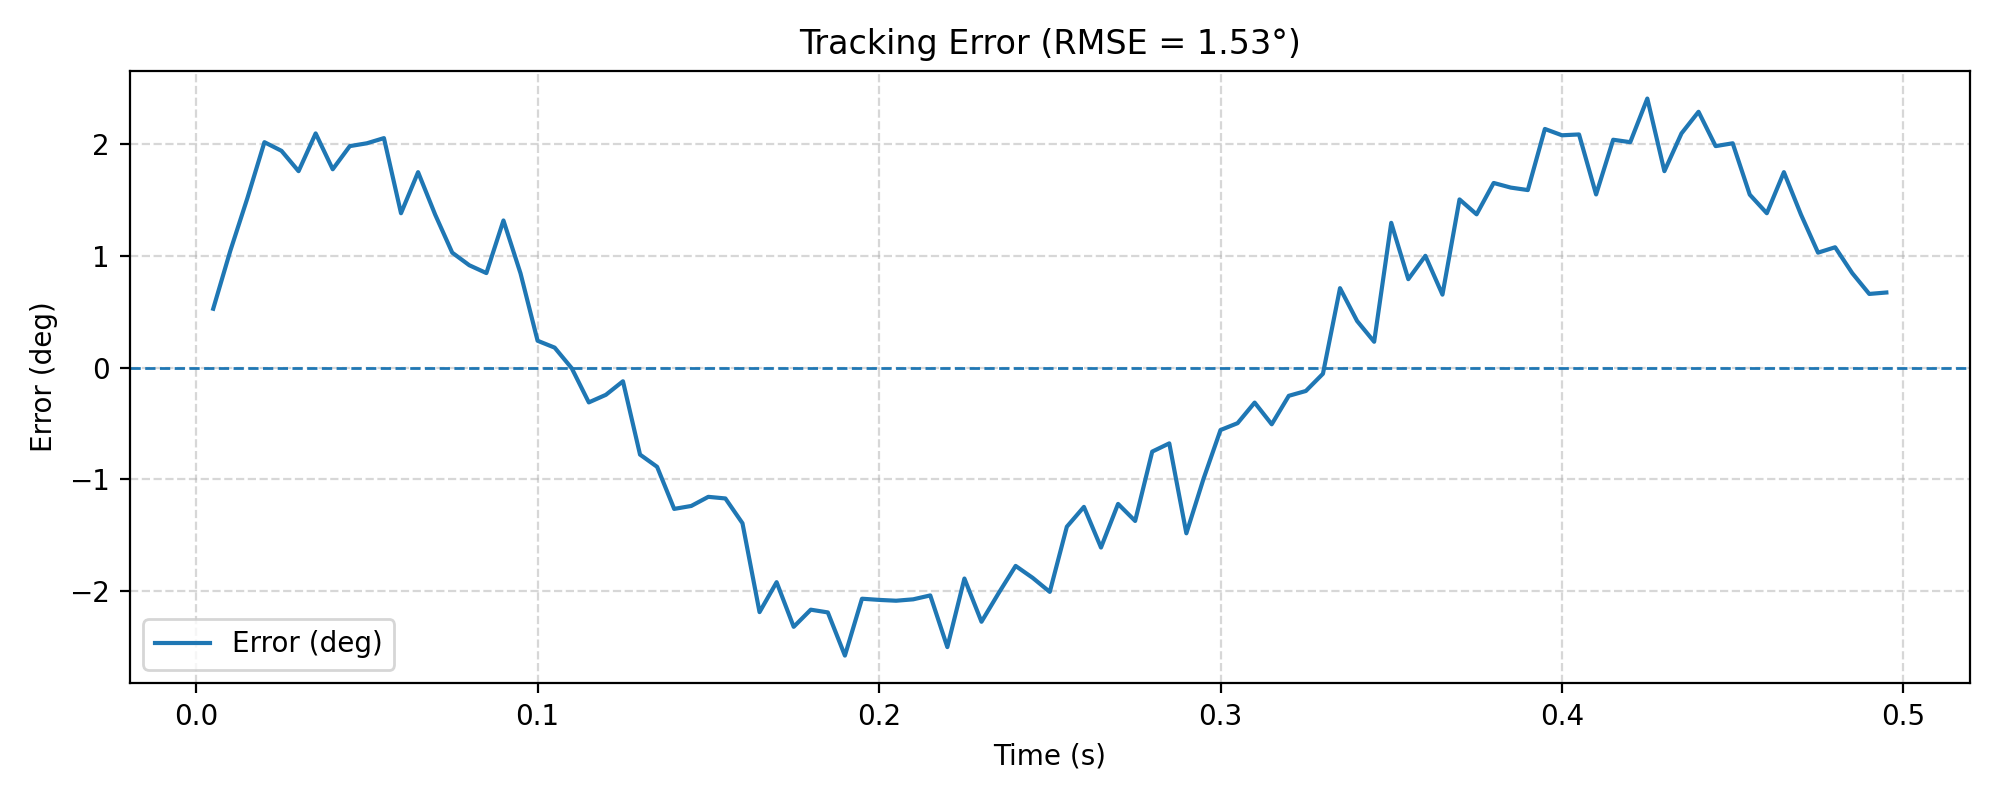 Tracking Error (RMSE = 1.53°)
Error (deg)
2
1
0
−1
−2
Error (deg)
0.0
0.1
0.2
0.3
0.4
0.5
Time (s)